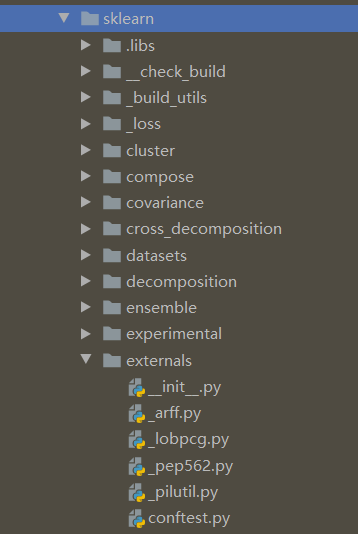 sklearn
.libs
__check_build
_build_utils
_loss
cluster
compose
covariance
cross_decomposition
datasets
decomposition
ensemble
experimental
externals
__init__.py
_arff.py
_lobpcg.py
_pep562.py
_pilutil.py
conftest.py